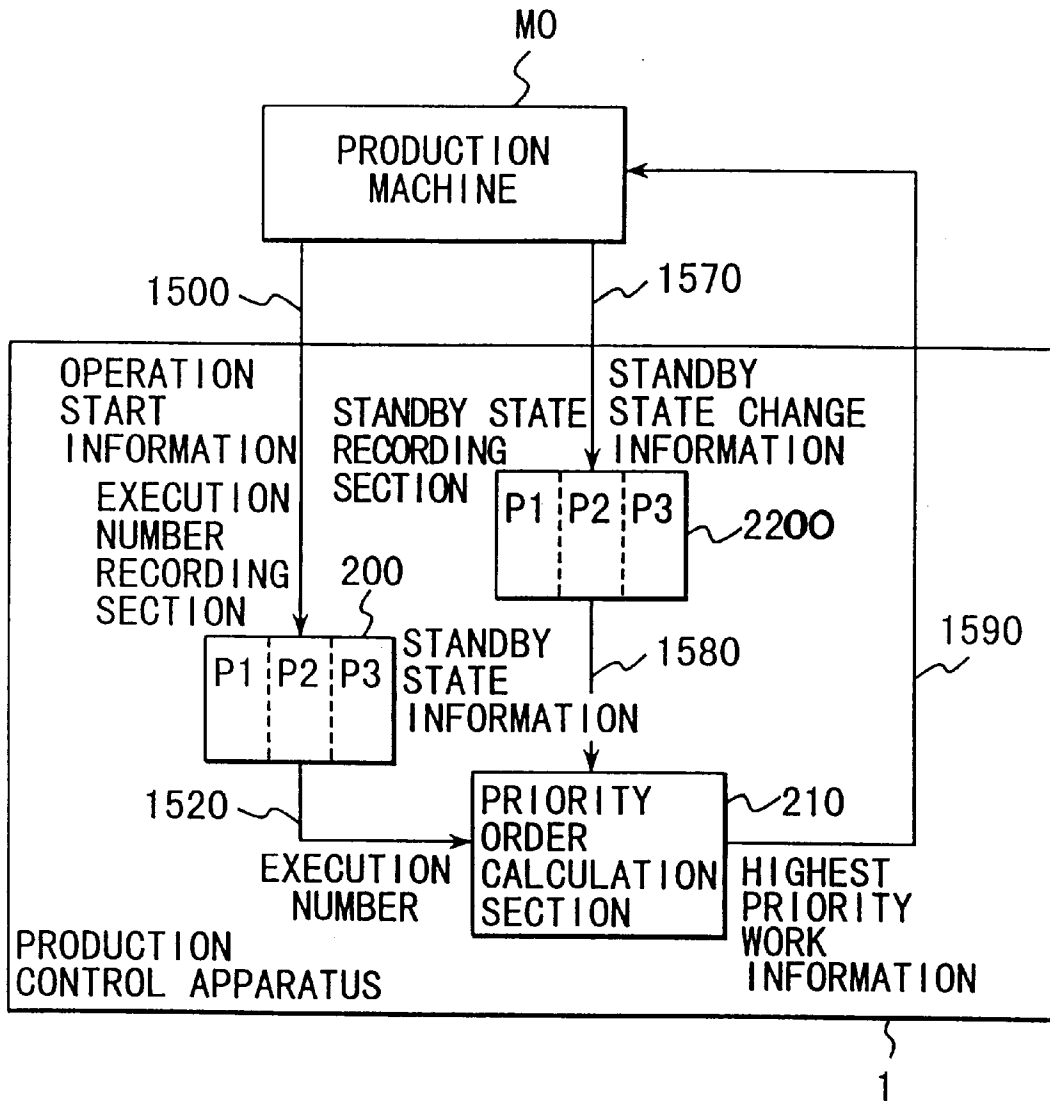 MO
PRODUCTION
MACHINE
1500
1570
OPERATION
START
INFORMATION
STANDBY STATE
RECORDING
SECTION
STANDBY
STATE CHANGE
INFORMATION
EXECUTION
NUMBER
RECORDING
SECTION
P1 P2 P3
2200
200
P1 P2 P3
STANDBY
STATE
INFORMATION
1580
1590
1520
EXECUTION
NUMBER
PRIORITY
ORDER
CALCULATION
SECTION
210
HIGHEST
PRIORITY
WORK
INFORMATION
PRODUCTION
CONTROL APPARATUS
1